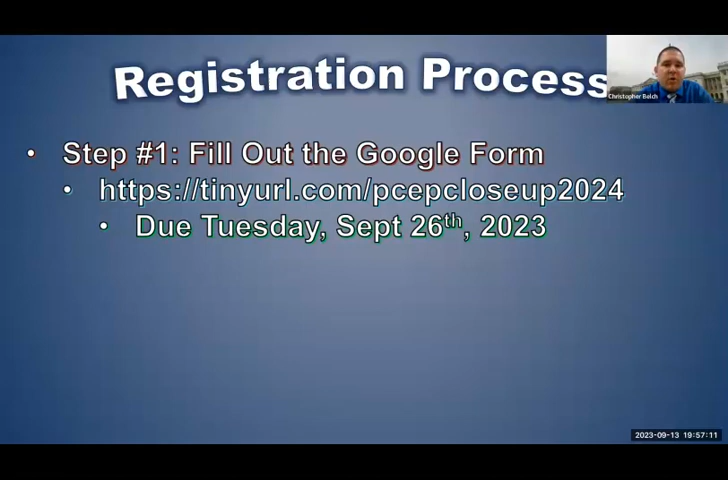 Registration Process
Christopher Belch
• Step #1: Fill Out the Google Form
• https://tinyurl.com/pcepcloseup2024
• Due Tuesday, Sept 26th, 2023
2023-09-13 19:57:11